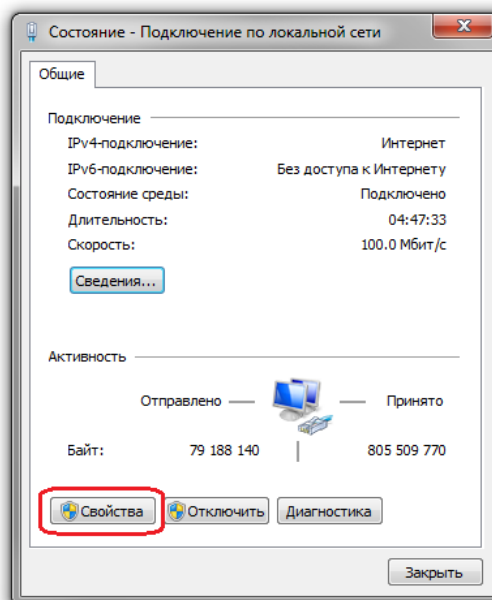 Состояние - Подключение по локальной сети
Общие
Подключение
IPv4-подключение: Интернет
IPv6-подключение: Без доступа к Интернету
Состояние среды: Подключено
Длительность: 04:47:33
Скорость: 100.0 Мбит/с
Сведения...
Активность
Отправлено Принято
Байт: 79 188 140 805 509 770
Свойства Отключить Диагностика
Закрыть